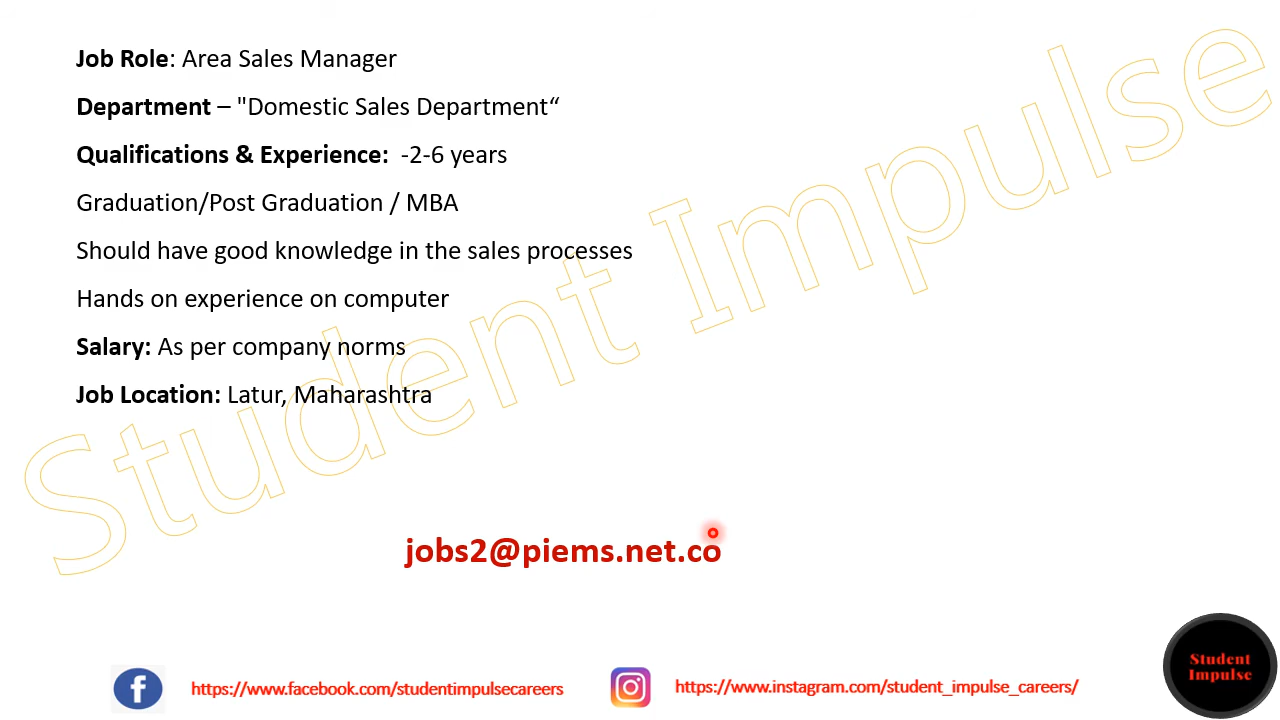 Job Role: Area Sales Manager
Department – "Domestic Sales Department“
Qualifications & Experience: -2-6 years
Graduation/Post Graduation / MBA
Should have good knowledge in the sales processes
Hands on experience on computer
Salary: As per company norms
Job Location: Latur, Maharashtra
Student Impulse
jobs2@piems.net.co
https://www.facebook.com/studentimpulsecareers
https://www.instagram.com/student_impulse_careers/
Student
Impulse